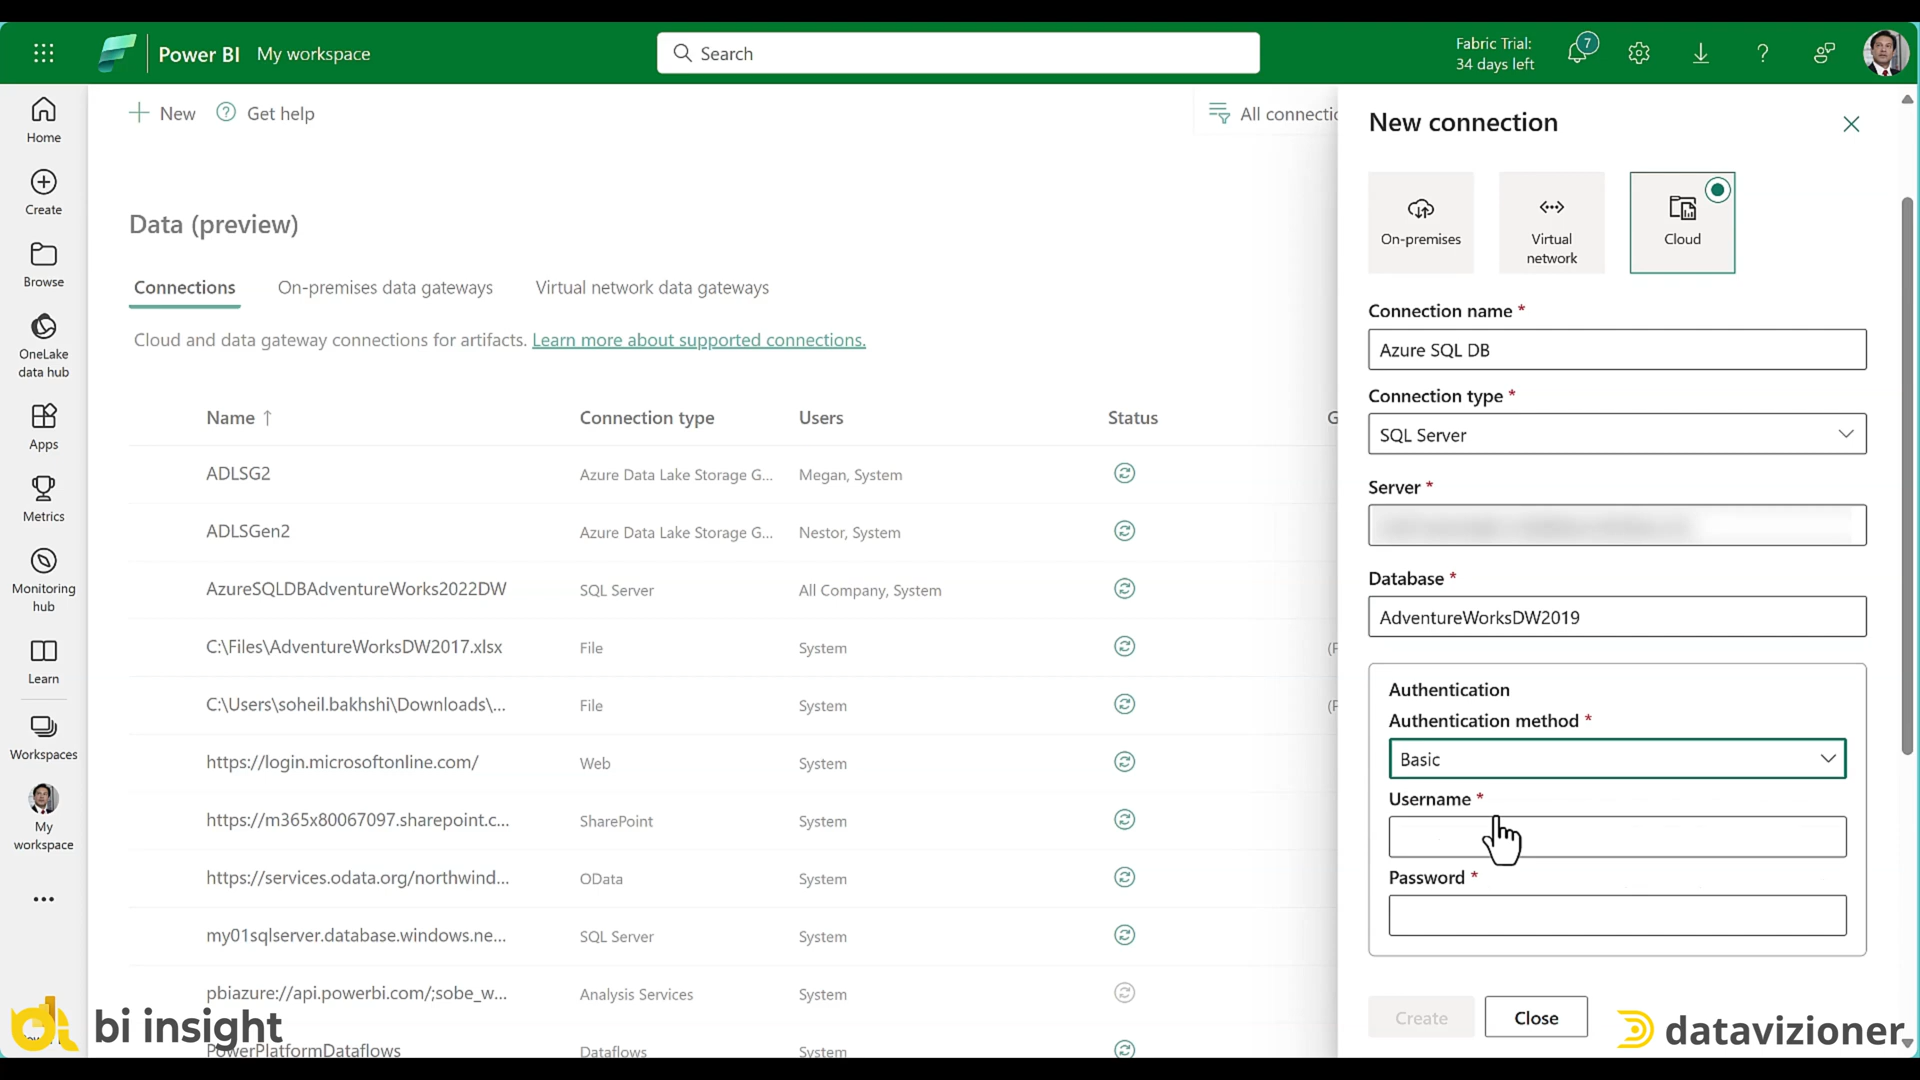 Power BI
My workspace
Search
Fabric Trial:
34 days left
7
Home
Create
Browse
OneLake
data hub
Apps
Metrics
Monitoring
hub
Learn
Workspaces
My
workspace
New
Get help
All connectio
Data (preview)
Connections
On-premises data gateways
Virtual network data gateways
Cloud and data gateway connections for artifacts. Learn more about supported connections.
Name ↑ Connection type Users Status G
ADLSG2 Azure Data Lake Storage G... Megan, System
ADLSGen2 Azure Data Lake Storage G... Nestor, System
AzureSQLDBAdventureWorks2022DW SQL Server All Company, System
C:\Files\AdventureWorksDW2017.xlsx File System (F
C:\Users\soheil.bakhshi\Downloads\... File System (F
https://login.microsoftonline.com/ Web System
https://m365x80067097.sharepoint.c... SharePoint System
https://services.odata.org/northwind... OData System
my01sqlserver.database.windows.ne... SQL Server System
pbiazure://api.powerbi.com/;sobe_w... Analysis Services System
PowerPlatformDataflows Dataflows System
New connection
On-premises
Virtual
network
Cloud
Connection name *
Azure SQL DB
Connection type *
SQL Server
Server *
Database *
AdventureWorksDW2019
Authentication
Authentication method *
Basic
Username *
Password *
Create
Close
bi insight
datavizioner.